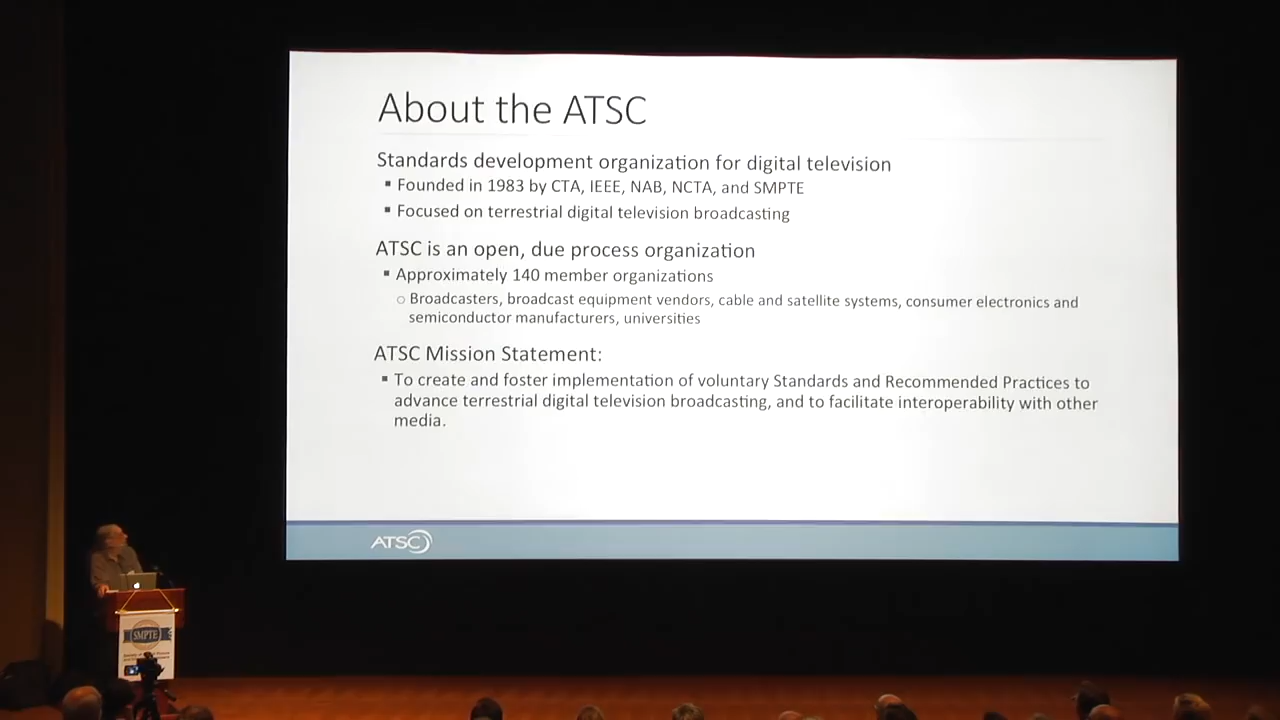 About the ATSC
Standards development organization for digital television
▪ Founded in 1983 by CTA, IEEE, NAB, NCTA, and SMPTE
▪ Focused on terrestrial digital television broadcasting
ATSC is an open, due process organization
▪ Approximately 140 member organizations
○ Broadcasters, broadcast equipment vendors, cable and satellite systems, consumer electronics and
semiconductor manufacturers, universities
ATSC Mission Statement:
▪ To create and foster implementation of voluntary Standards and Recommended Practices to
advance terrestrial digital television broadcasting, and to facilitate interoperability with other
media.
ATSC
SMPTE